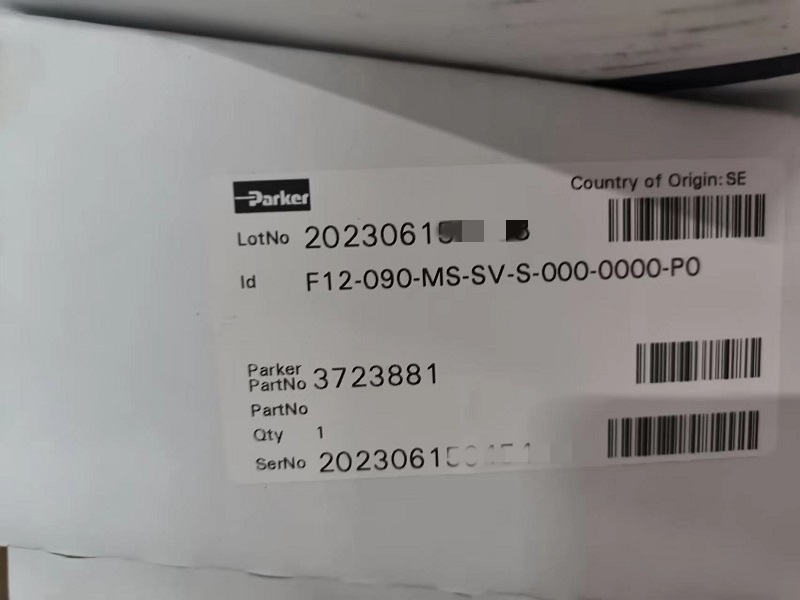 Parker
Country of Origin:SE
LotNo 2023061
Id F12-090-MS-SV-S-000-0000-P0
Parker
PartNo 3723881
PartNo
Qty 1
SerNo 2023061